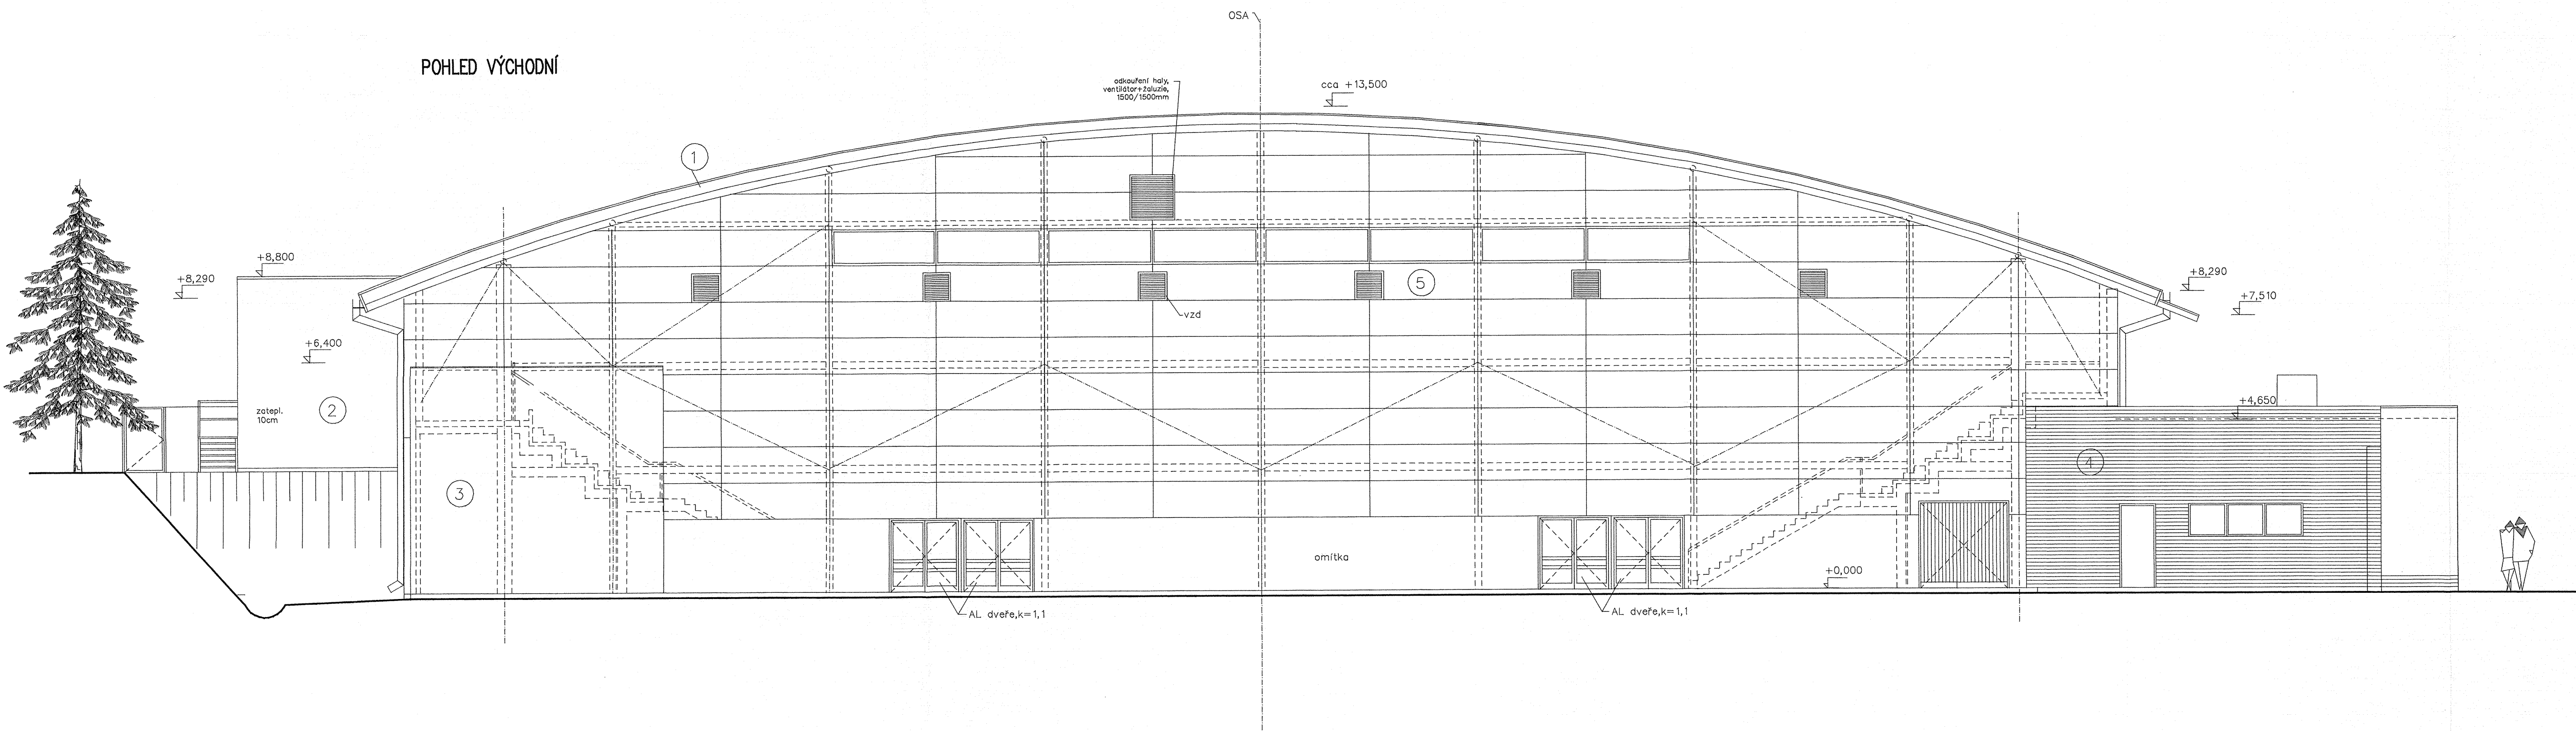 OSA
POHLED VÝCHODNÍ
odkouření haly,
ventilátor+žaluzie,
1500/1500mm
cca +13,500
1
+8,800
+8,290
+8,290
+7,510
5
vzd
+6,400
zatepl.
10cm
2
+4,650
4
3
omítka
+0,000
AL dveře,k=1,1
AL dveře,k=1,1